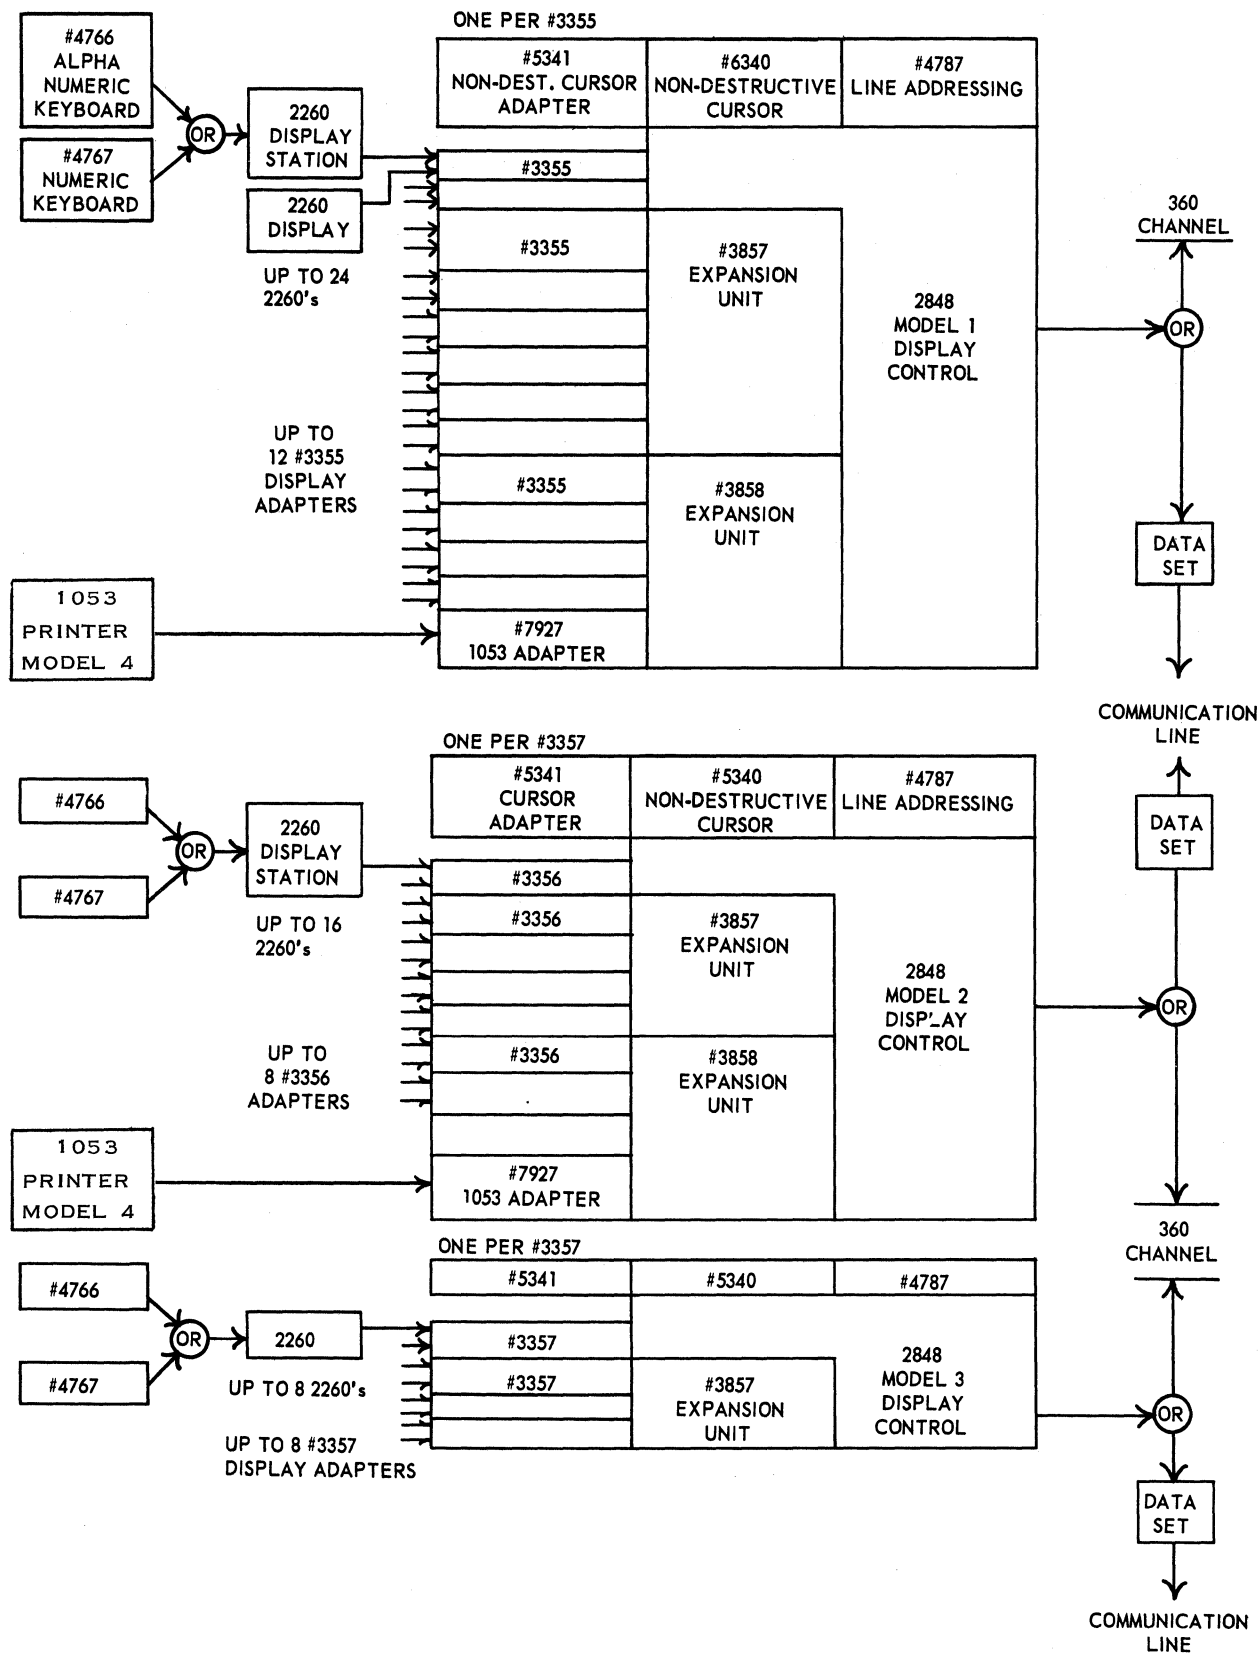 ONE PER #3355
#4766
ALPHA
NUMERIC
KEYBOARD
OR
#4767
NUMERIC
KEYBOARD
2260
DISPLAY
STATION
2260
DISPLAY
UP TO 24
2260's
UP TO
12 #3355
DISPLAY
ADAPTERS
1053
PRINTER
MODEL 4
#5341
NON-DEST. CURSOR
ADAPTER
#6340
NON-DESTRUCTIVE
CURSOR
#4787
LINE ADDRESSING
#3355
#3355
#3355
#7927
1053 ADAPTER
#3857
EXPANSION
UNIT
#3858
EXPANSION
UNIT
2848
MODEL 1
DISPLAY
CONTROL
360
CHANNEL
OR
DATA
SET
COMMUNICATION
LINE
ONE PER #3357
#4766
OR
#4767
2260
DISPLAY
STATION
UP TO 16
2260's
UP TO
8 #3356
ADAPTERS
1053
PRINTER
MODEL 4
#5341
CURSOR
ADAPTER
#5340
NON-DESTRUCTIVE
CURSOR
#4787
LINE ADDRESSING
#3356
#3356
#3356
#7927
1053 ADAPTER
#3857
EXPANSION
UNIT
#3858
EXPANSION
UNIT
2848
MODEL 2
DISPLAY
CONTROL
DATA
SET
OR
360
CHANNEL
ONE PER #3357
#4766
OR
#4767
2260
UP TO 8 2260's
UP TO 8 #3357
DISPLAY ADAPTERS
#5341
#5340
#4787
#3357
#3357
#3857
EXPANSION
UNIT
2848
MODEL 3
DISPLAY
CONTROL
OR
DATA
SET
COMMUNICATION
LINE